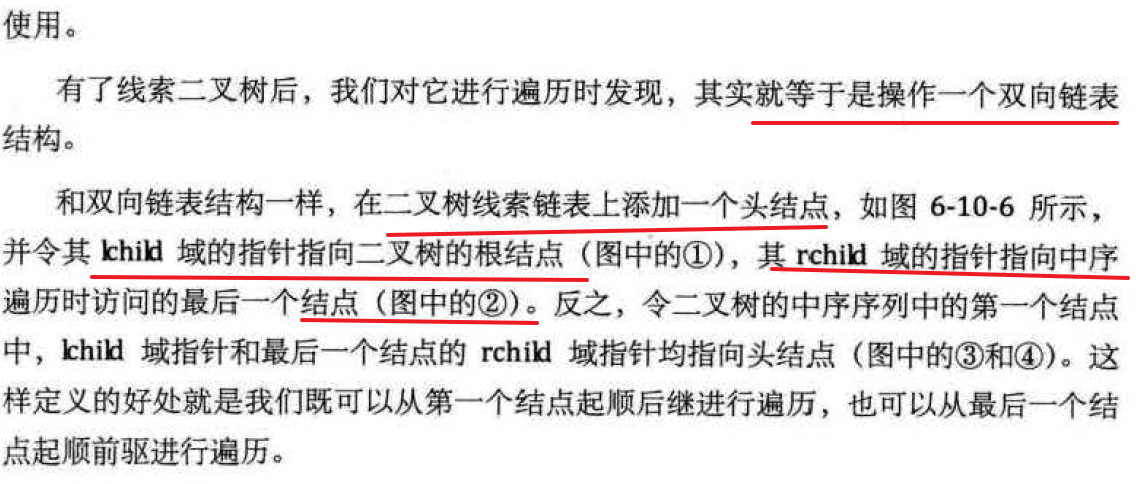 使用。
有了线索二叉树后，我们对它进行遍历时发现，其实就等于是操作一个双向链表
结构。
和双向链表结构一样，在二叉树线索链表上添加一个头结点，如图 6-10-6 所示，
并令其 lchild 域的指针指向二叉树的根结点（图中的①），其 rchild 域的指针指向中序
遍历时访问的最后一个结点（图中的②）。反之，令二叉树的中序序列中的第一个结点
中，lchild 域指针和最后一个结点的 rchild 域指针均指向头结点（图中的③和④）。这
样定义的好处就是我们既可以从第一个结点起顺后继进行遍历，也可以从最后一个结
点起顺前驱进行遍历。